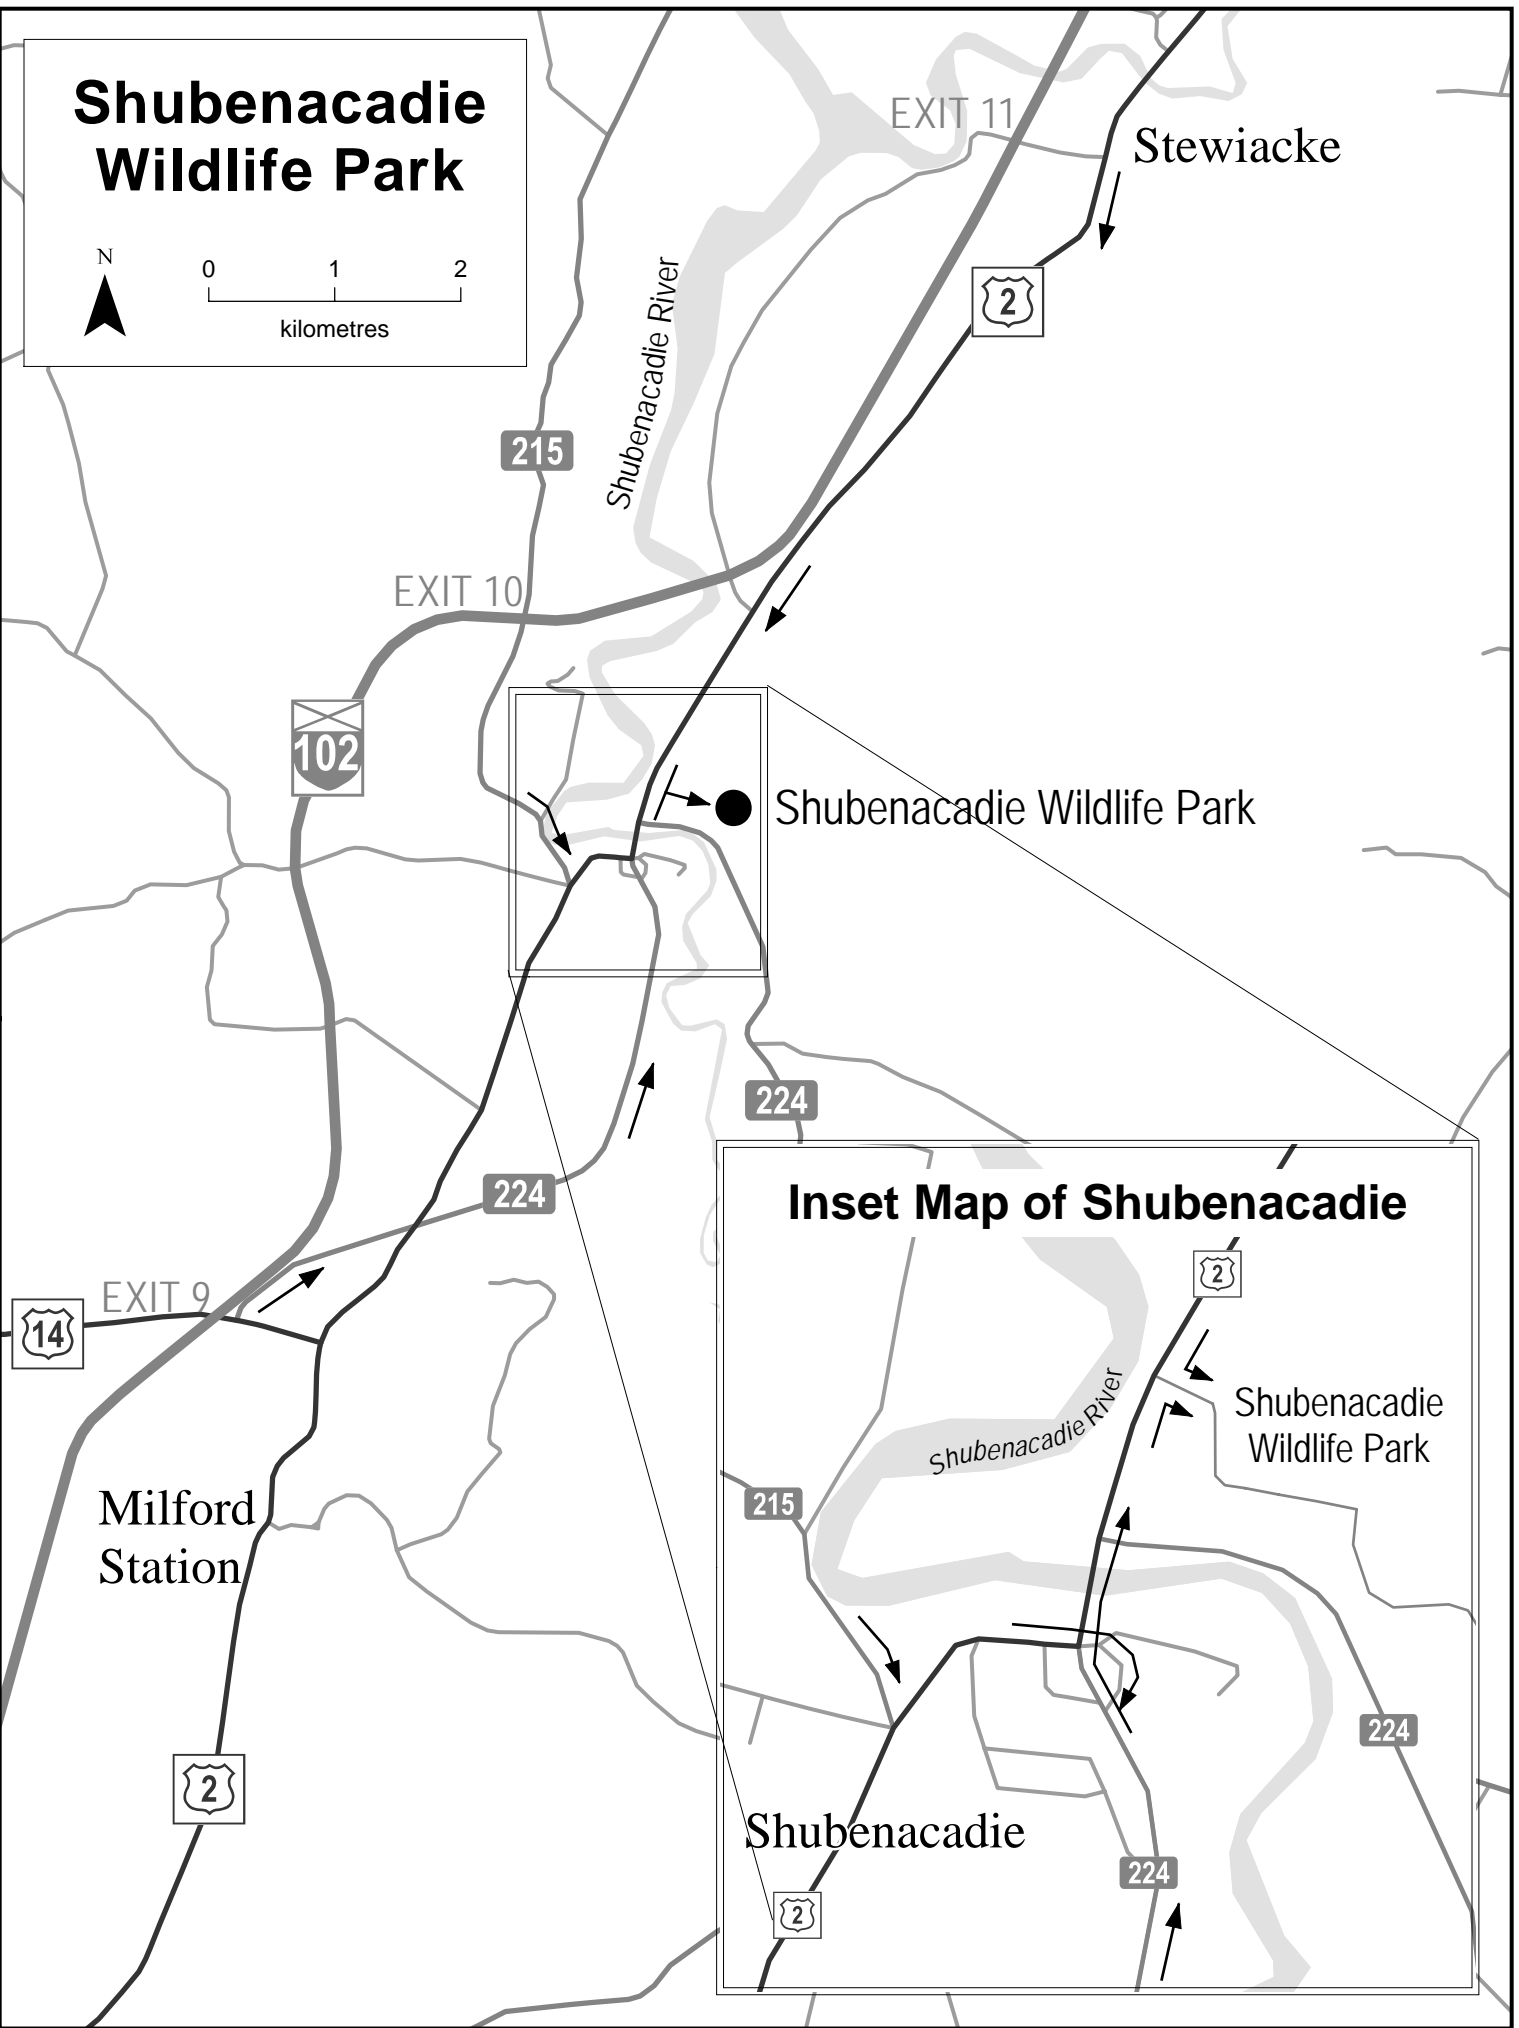 Shubenacadie
Wildlife Park
N
0 1 2
kilometres
EXIT 11
Stewiacke
2
Shubenacadie River
215
EXIT 10
102
Shubenacadie Wildlife Park
224
224
EXIT 9
14
Milford
Station
2
Inset Map of Shubenacadie
2
Shubenacadie
Wildlife Park
Shubenacadie River
215
224
Shubenacadie
224
2